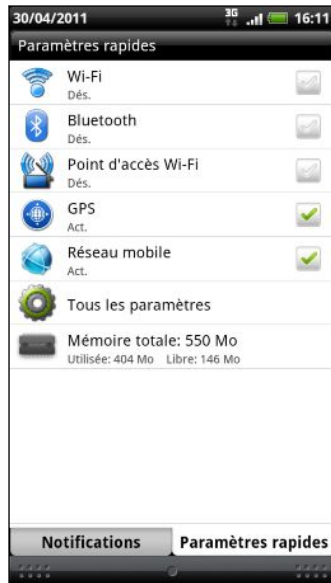 30/04/2011 3G 16:11
Paramètres rapides
Wi-Fi
Dés.
Bluetooth
Dés.
Point d'accès Wi-Fi
Dés.
GPS
Act.
Réseau mobile
Act.
Tous les paramètres
Mémoire totale: 550 Mo
Utilisée: 404 Mo Libre: 146 Mo
Notifications Paramètres rapides